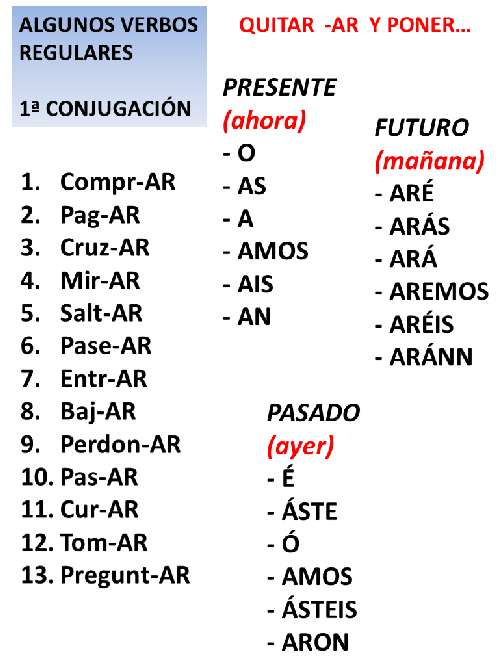 ALGUNOS VERBOS
REGULARES
1ª CONJUGACIÓN
1. Compr-AR
2. Pag-AR
3. Cruz-AR
4. Mir-AR
5. Salt-AR
6. Pase-AR
7. Entr-AR
8. Baj-AR
9. Perdon-AR
10. Pas-AR
11. Cur-AR
12. Tom-AR
13. Pregunt-AR
QUITAR -AR Y PONER...
PRESENTE
(ahora)
- O
- AS
- A
- AMOS
- AIS
- AN
FUTURO
(mañana)
- ARÉ
- ARÁS
- ARÁ
- AREMOS
- ARÉIS
- ARÁNN
PASADO
(ayer)
- É
- ÁSTE
- Ó
- AMOS
- ÁSTEIS
- ARON